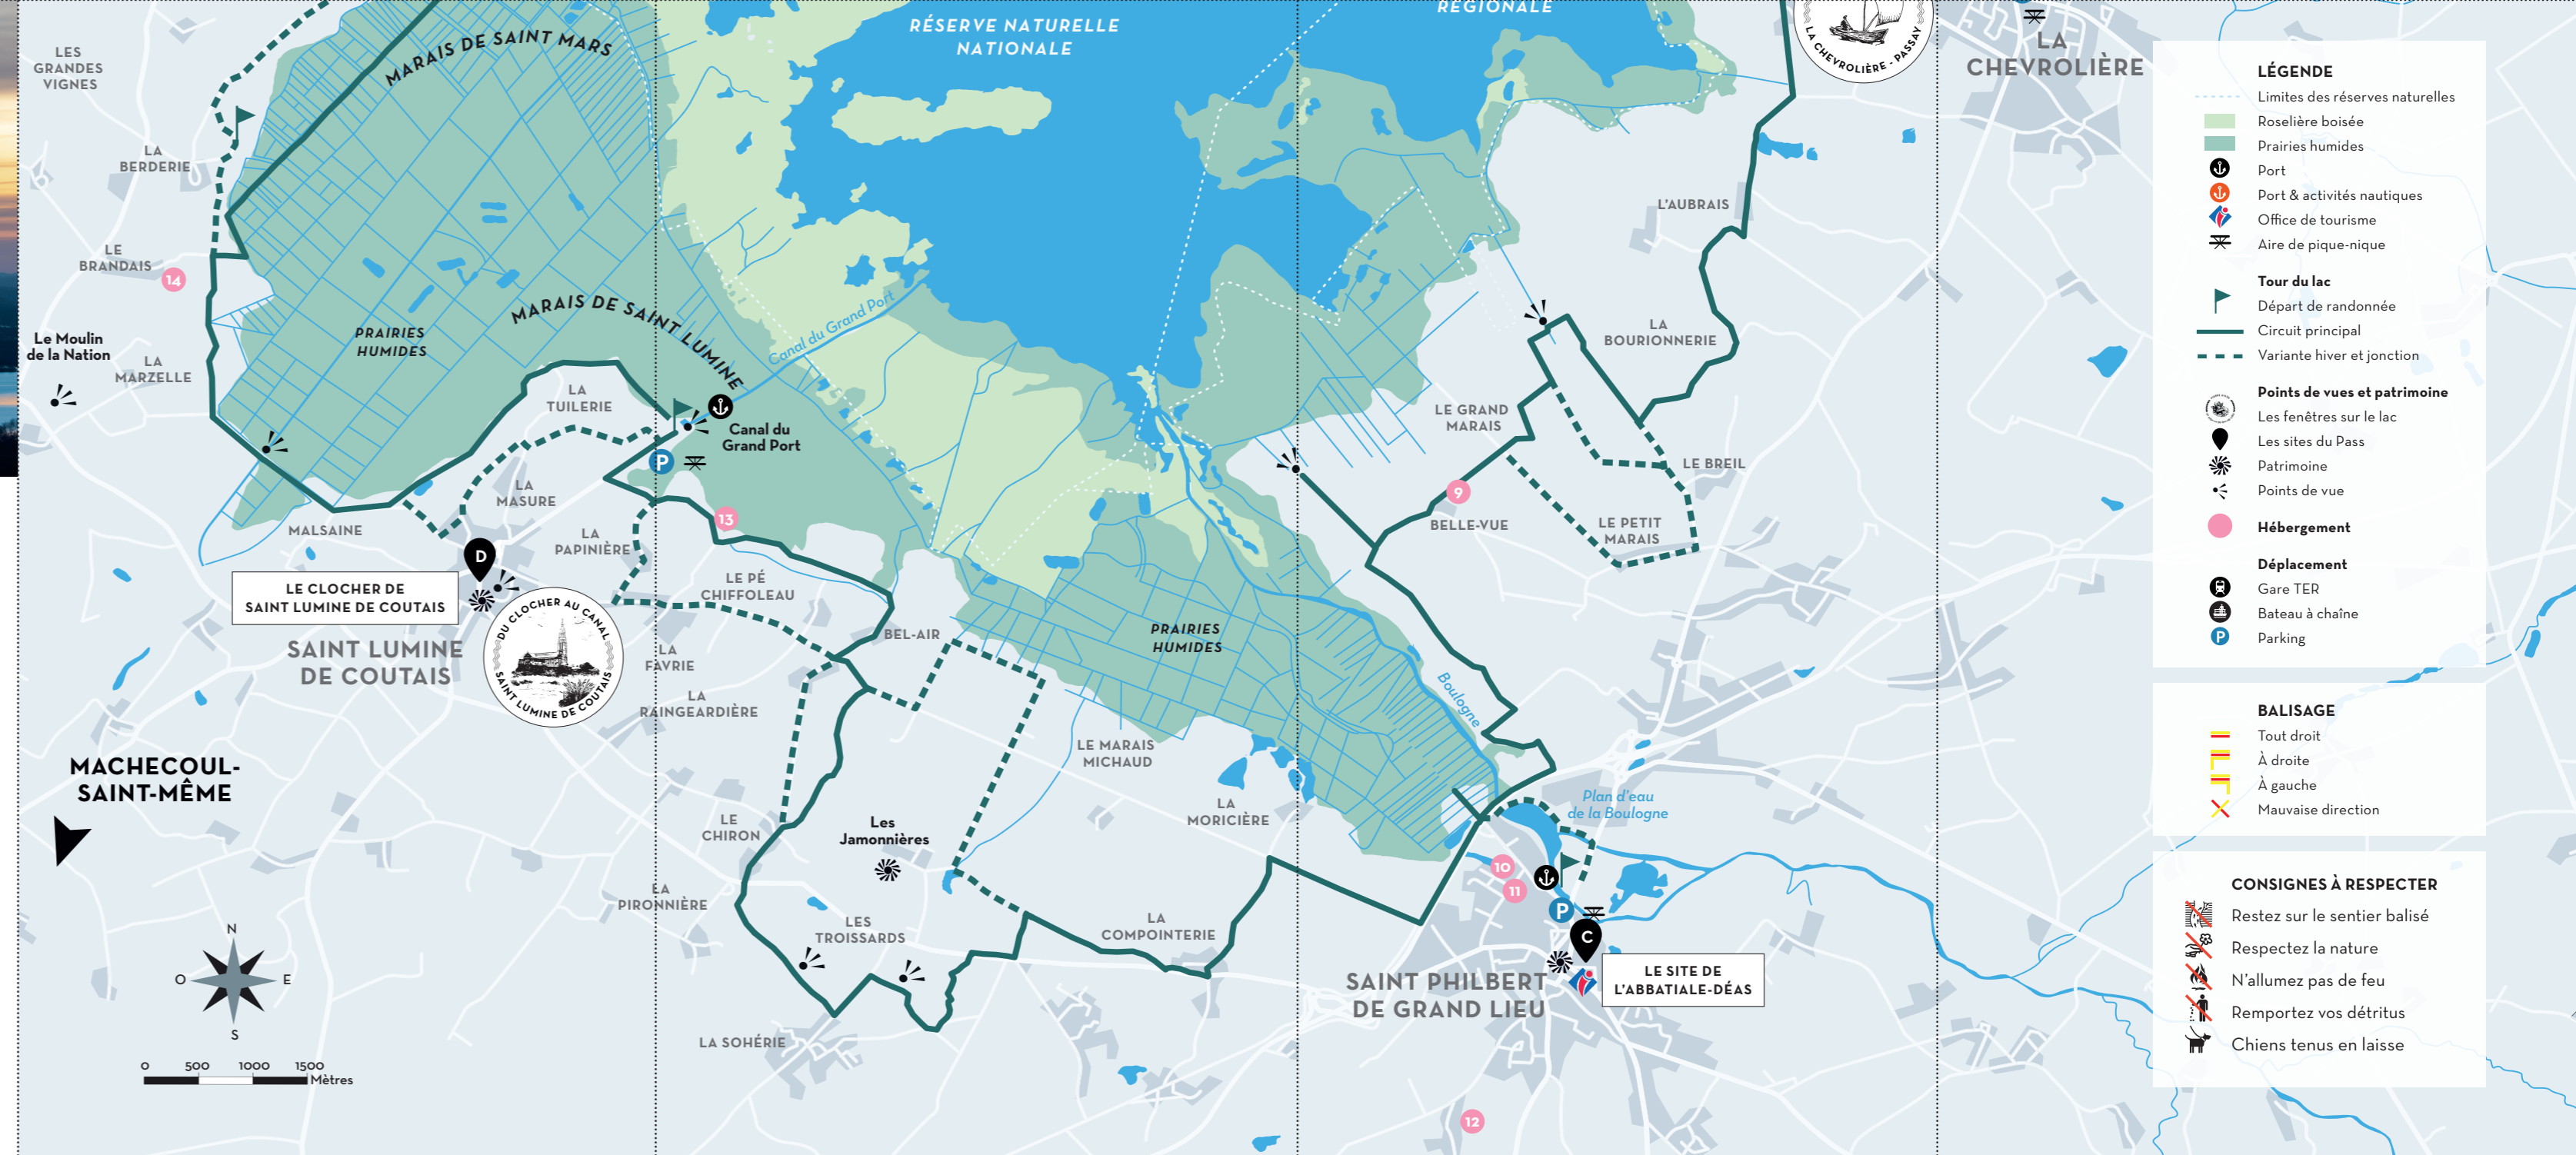 RÉSERVE NATURELLE
NATIONALE
RÉGIONALE
LA CHEVROLIÈRE - PASSAY
LA
CHEVROLIÈRE
LES
GRANDES
VIGNES
MARAIS DE SAINT MARS
LA
BERDERIE
L'AUBRAIS
LE
BRANDAIS
14
MARAIS DE SAINT LUMINE
Canal du Grand Port
PRAIRIES
HUMIDES
LA
BOURIONNERIE
Le Moulin
de la Nation
LA
MARZELLE
LA
TUILERIE
Canal du
Grand Port
P
LE GRAND
MARAIS
LE BREIL
9
BELLE-VUE
LE PETIT
MARAIS
LA
MASURE
MALSAINE
LA
PAPINIÈRE
13
D
LE CLOCHER DE
SAINT LUMINE DE COUTAIS
DU CLOCHER AU CANAL
SAINT LUMINE DE COUTAIS
SAINT LUMINE
DE COUTAIS
LE PÉ
CHIFFOLEAU
BEL-AIR
LA
FAVRIE
LA
RAINGEARDIÈRE
PRAIRIES
HUMIDES
Boulogne
LE MARAIS
MICHAUD
MACHECOUL-
SAINT-MÊME
LE
CHIRON
Les
Jamonnières
LA
MORICIÈRE
Plan d'eau
de la Boulogne
10
11
P
C
LA
PIRONNIÈRE
LES
TROISSARDS
LA
COMPOINTERIE
SAINT PHILBERT
DE GRAND LIEU
LE SITE DE
L'ABBATIALE-DÉAS
LA SOHÉRIE
12
N
O
E
S
0 500 1000 1500
Mètres
LÉGENDE
Limites des réserves naturelles
Roselière boisée
Prairies humides
Port
Port & activités nautiques
Office de tourisme
Aire de pique-nique
Tour du lac
Départ de randonnée
Circuit principal
Variante hiver et jonction
Points de vues et patrimoine
Les fenêtres sur le lac
Les sites du Pass
Patrimoine
Points de vue
Hébergement
Déplacement
Gare TER
Bateau à chaîne
P Parking
BALISAGE
Tout droit
À droite
À gauche
Mauvaise direction
CONSIGNES À RESPECTER
Restez sur le sentier balisé
Respectez la nature
N'allumez pas de feu
Remportez vos détritus
Chiens tenus en laisse